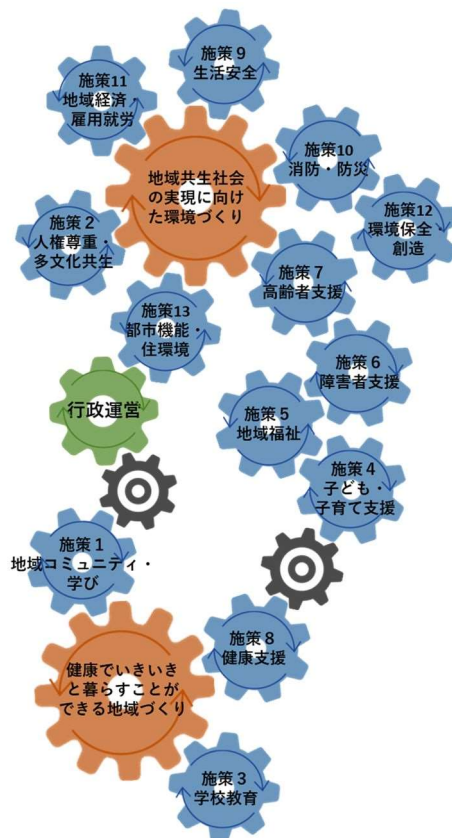 施策９
生活安全
施策11
地域経済・
雇用就労
施策10
消防・防災
地域共生社会
の実現に向け
た環境づくり
施策12
環境保全・
創造
施策２
人権尊重・
多文化共生
施策７
高齢者支援
施策13
都市機能・
住環境
施策６
障害者支援
行政運営
施策５
地域福祉
施策４
子ども・
子育て支援
施策１
地域コミュニティ・
学び
施策８
健康支援
健康でいきいき
と暮らすことが
できる地域づくり
施策３
学校教育